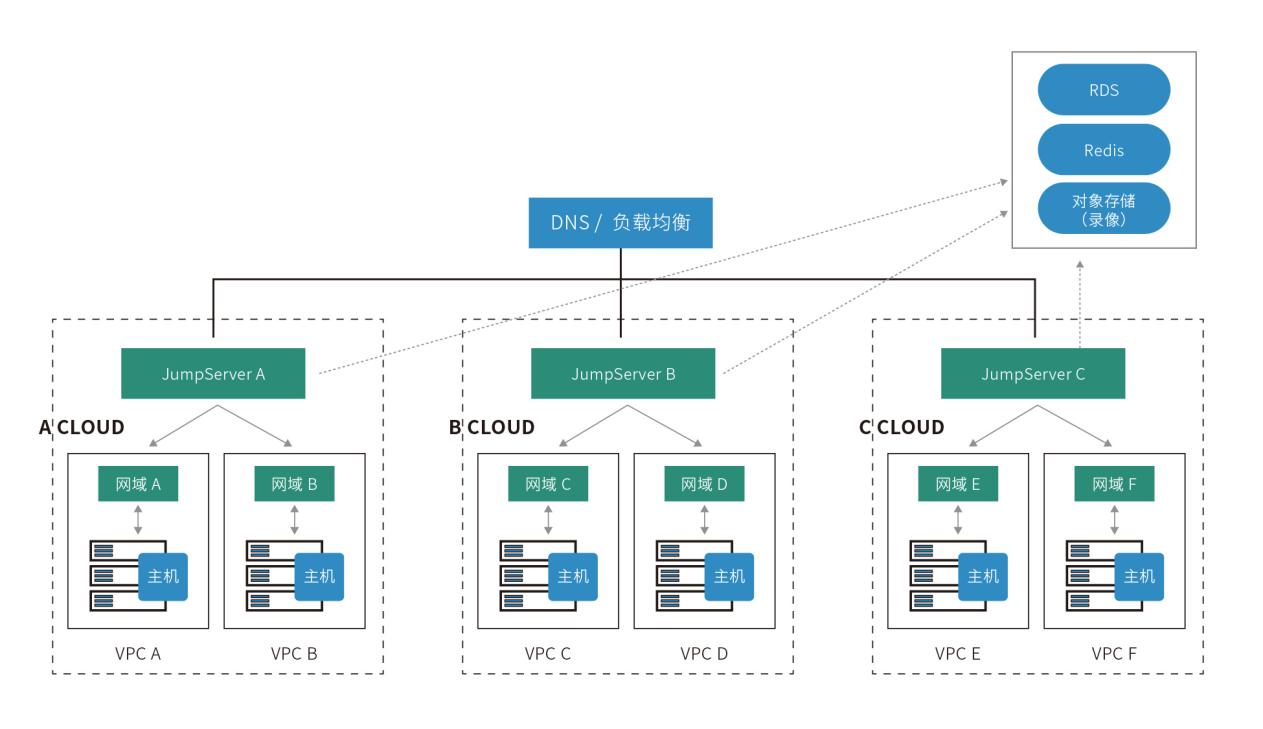 RDS
Redis
对象存储
（录像）
DNS / 负载均衡
JumpServer A
JumpServer B
JumpServer C
A CLOUD
B CLOUD
C CLOUD
网域 A
网域 B
网域 C
网域 D
网域 E
网域 F
主机
主机
主机
主机
主机
主机
VPC A
VPC B
VPC C
VPC D
VPC E
VPC F